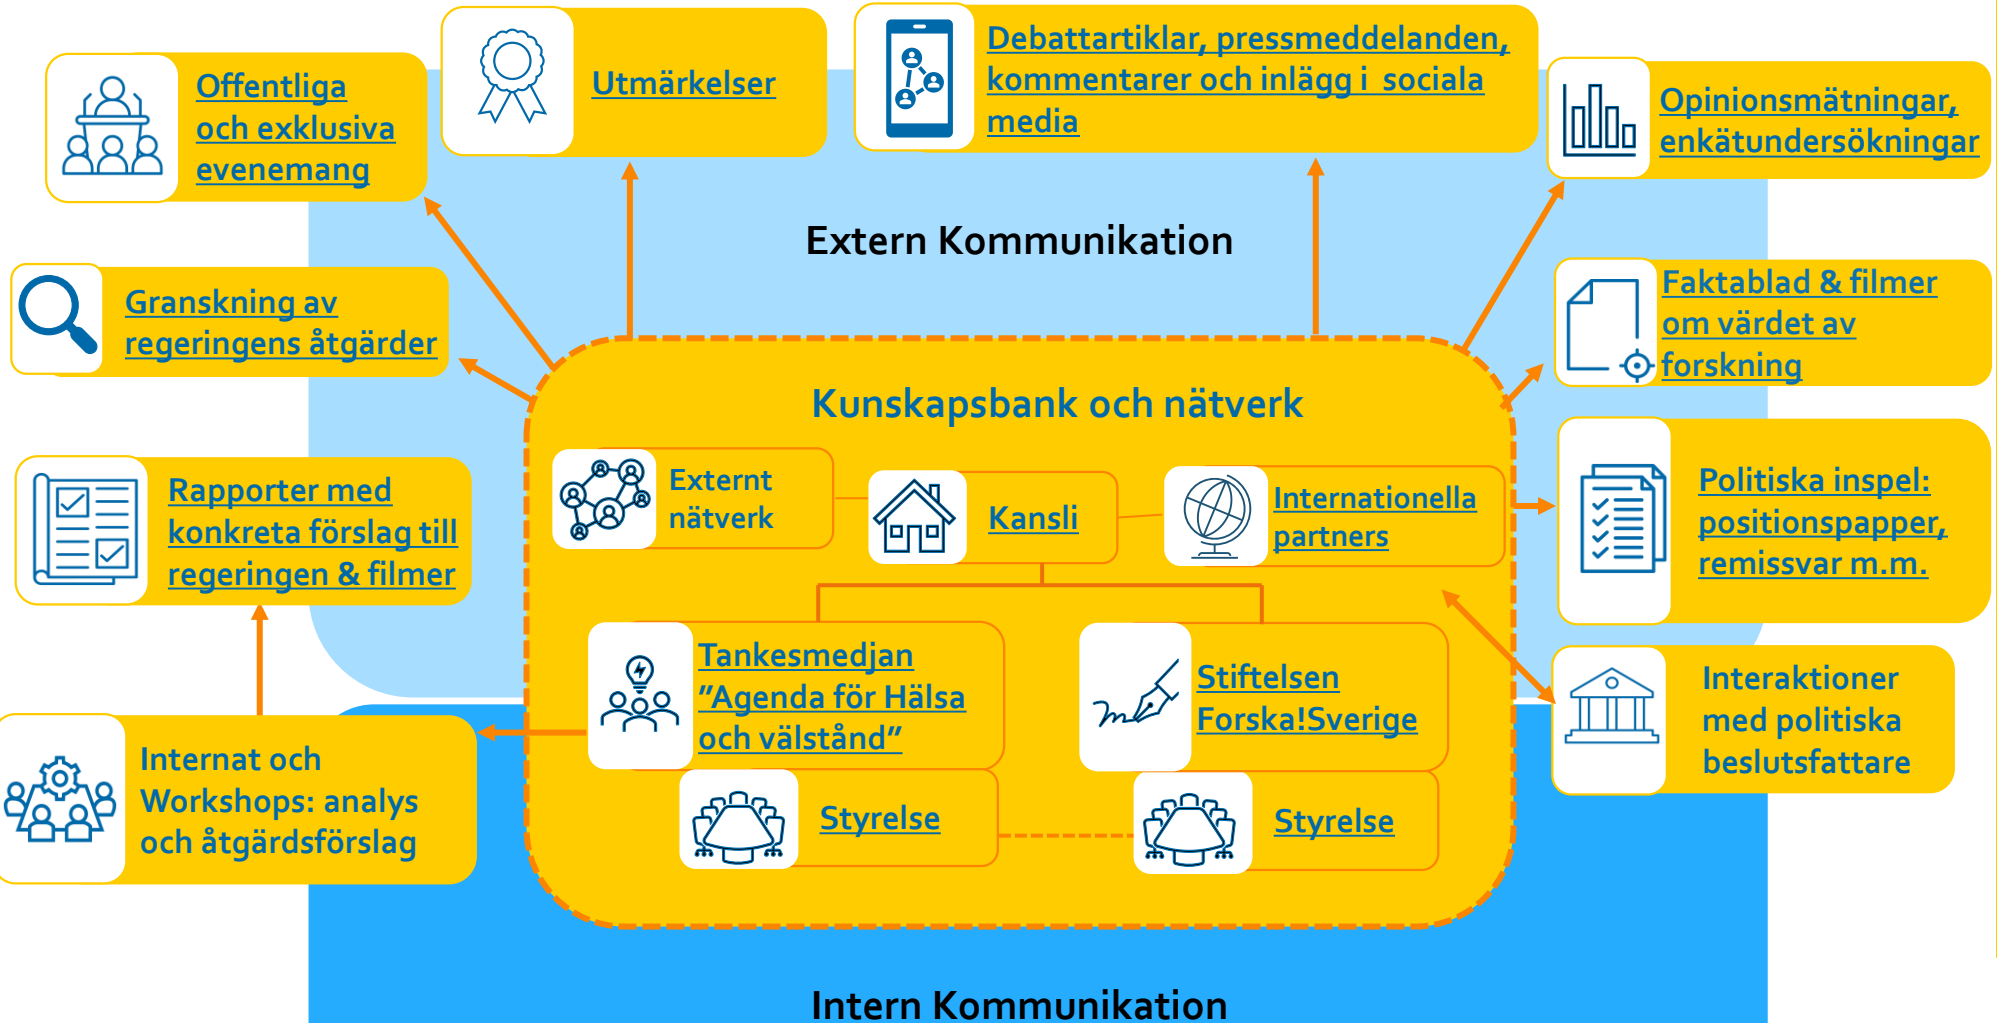 Offentliga
och exklusiva
evenemang
Utmärkelser
Debattartiklar, pressmeddelanden,
kommentarer och inlägg i sociala
media
Opinionsmätningar,
enkätundersökningar
Extern Kommunikation
Granskning av
regeringens åtgärder
Faktablad & filmer
om värdet av
forskning
Kunskapsbank och nätverk
Externt
nätverk
Kansli
Internationella
partners
Rapporter med
konkreta förslag till
regeringen & filmer
Politiska inspel:
positionspapper,
remissvar m.m.
Tankesmedjan
”Agenda för Hälsa
och välstånd”
Stiftelsen
Forska!Sverige
Interaktioner
med politiska
beslutsfattare
Internat och
Workshops: analys
och åtgärdsförslag
Styrelse
Styrelse
Intern Kommunikation